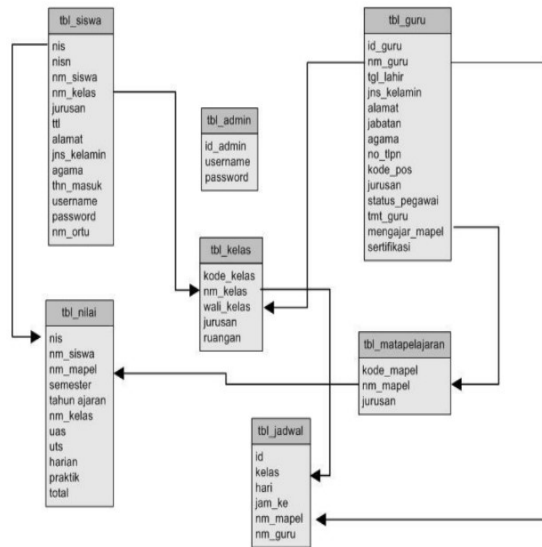 tbl_siswa
nis
nisn
nm_siswa
nm_kelas
jurusan
ttl
alamat
jns_kelamin
agama
thn_masuk
username
password
nm_ortu
tbl_admin
id_admin
username
password
tbl_guru
id_guru
nm_guru
tgl_lahir
jns_kelamin
alamat
jabatan
agama
no_tlpn
kode_pos
jurusan
status_pegawai
tmt_guru
mengajar_mapel
sertifikasi
tbl_kelas
kode_kelas
nm_kelas
wali_kelas
jurusan
ruangan
tbl_nilai
nis
nm_siswa
nm_mapel
semester
tahun ajaran
nm_kelas
uas
uts
harian
praktik
total
tbl_matapelajaran
kode_mapel
nm_mapel
jurusan
tbl_jadwal
id
kelas
hari
jam_ke
nm_mapel
nm_guru